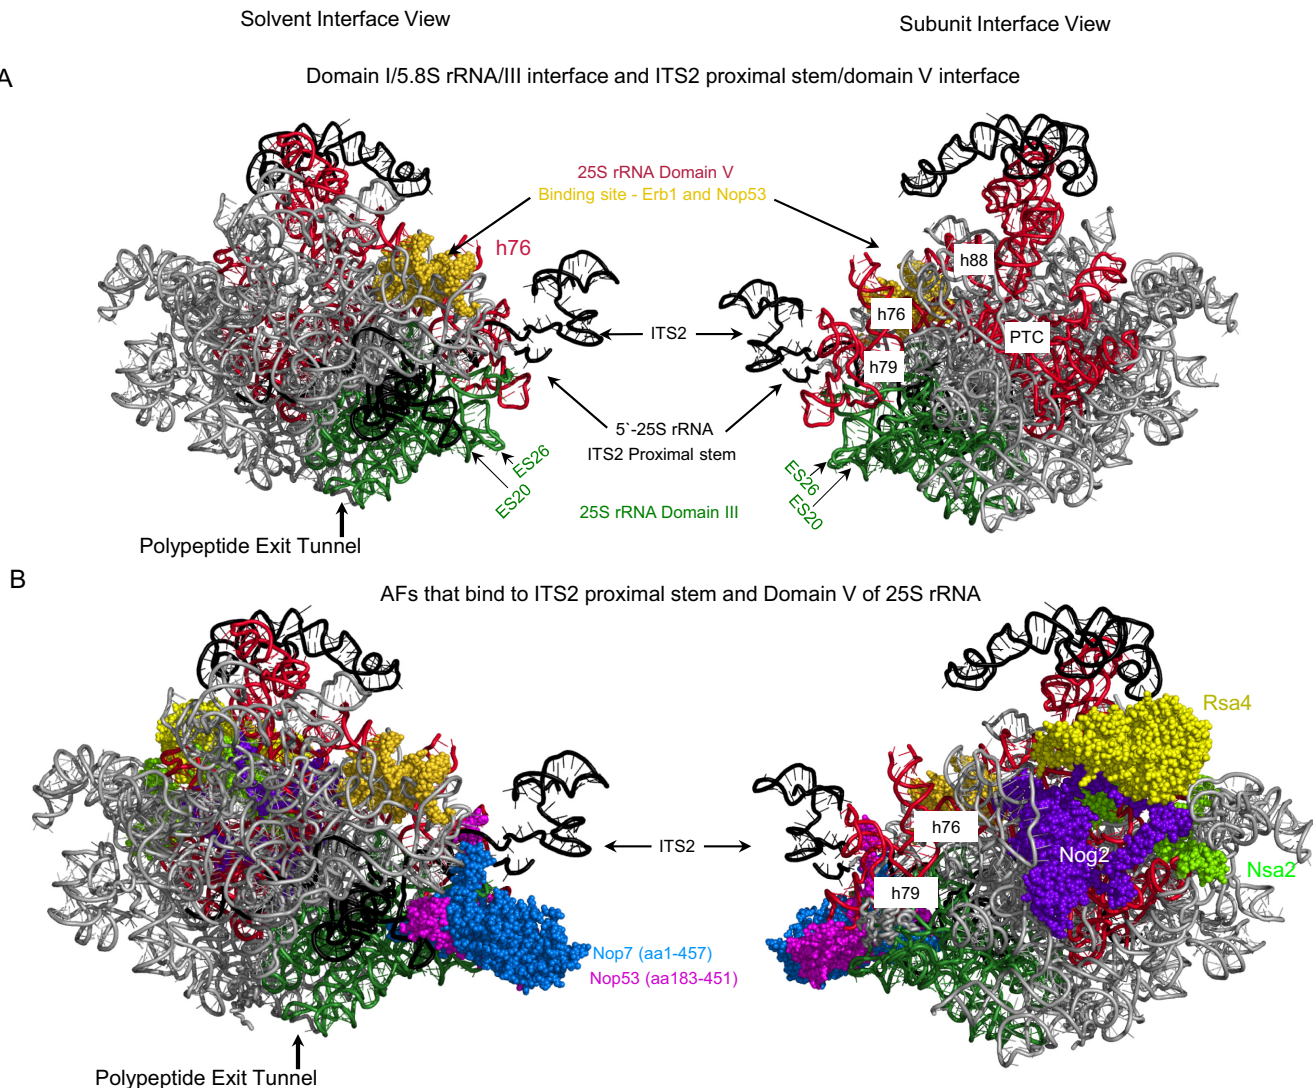 Solvent Interface View
Subunit Interface View
A
Domain I/5.8S rRNA/III interface and ITS2 proximal stem/domain V interface
25S rRNA Domain V
Binding site - Erb1 and Nop53
h76
h88
h76
PTC
h79
ITS2
5`-25S rRNA
ITS2 Proximal stem
ES26
ES20
ES26
ES20
25S rRNA Domain III
Polypeptide Exit Tunnel
B
AFs that bind to ITS2 proximal stem and Domain V of 25S rRNA
Rsa4
h76
ITS2
Nog2
Nsa2
h79
Nop7 (aa1-457)
Nop53 (aa183-451)
Polypeptide Exit Tunnel